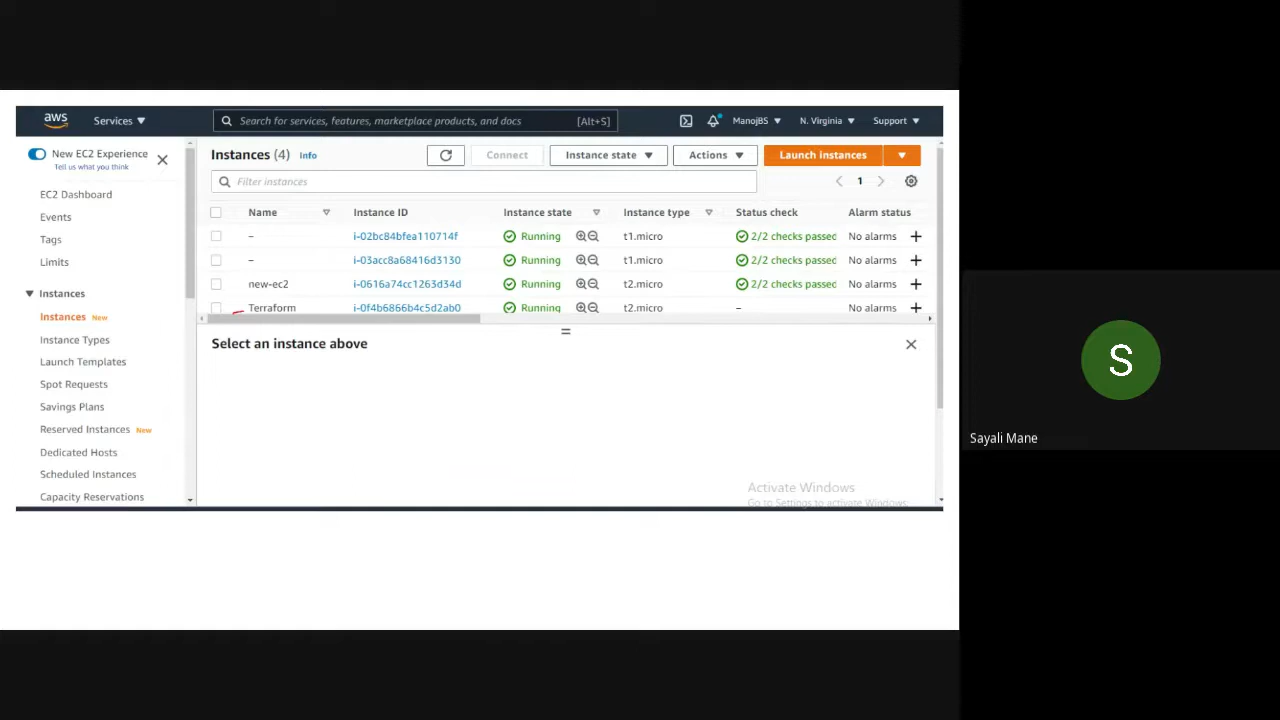 aws Services Search for services, features, marketplace products, and docs [Alt+S] ManojBS N. Virginia Support
New EC2 Experience
Tell us what you think
EC2 Dashboard
Events
Tags
Limits
Instances
Instances New
Instance Types
Launch Templates
Spot Requests
Savings Plans
Reserved Instances New
Dedicated Hosts
Scheduled Instances
Capacity Reservations
Instances (4) Info Connect Instance state Actions Launch instances
Filter instances 1
Name Instance ID Instance state Instance type Status check Alarm status
– i-02bc84bfea110714f Running t1.micro 2/2 checks passed No alarms +
– i-03acc8a68416d3130 Running t1.micro 2/2 checks passed No alarms +
new-ec2 i-0616a74cc1263d34d Running t2.micro 2/2 checks passed No alarms +
Terraform i-0f4b6866b4c5d2ab0 Running t2.micro – No alarms +
Select an instance above
Activate Windows
Go to Settings to activate Windows.
S
Sayali Mane